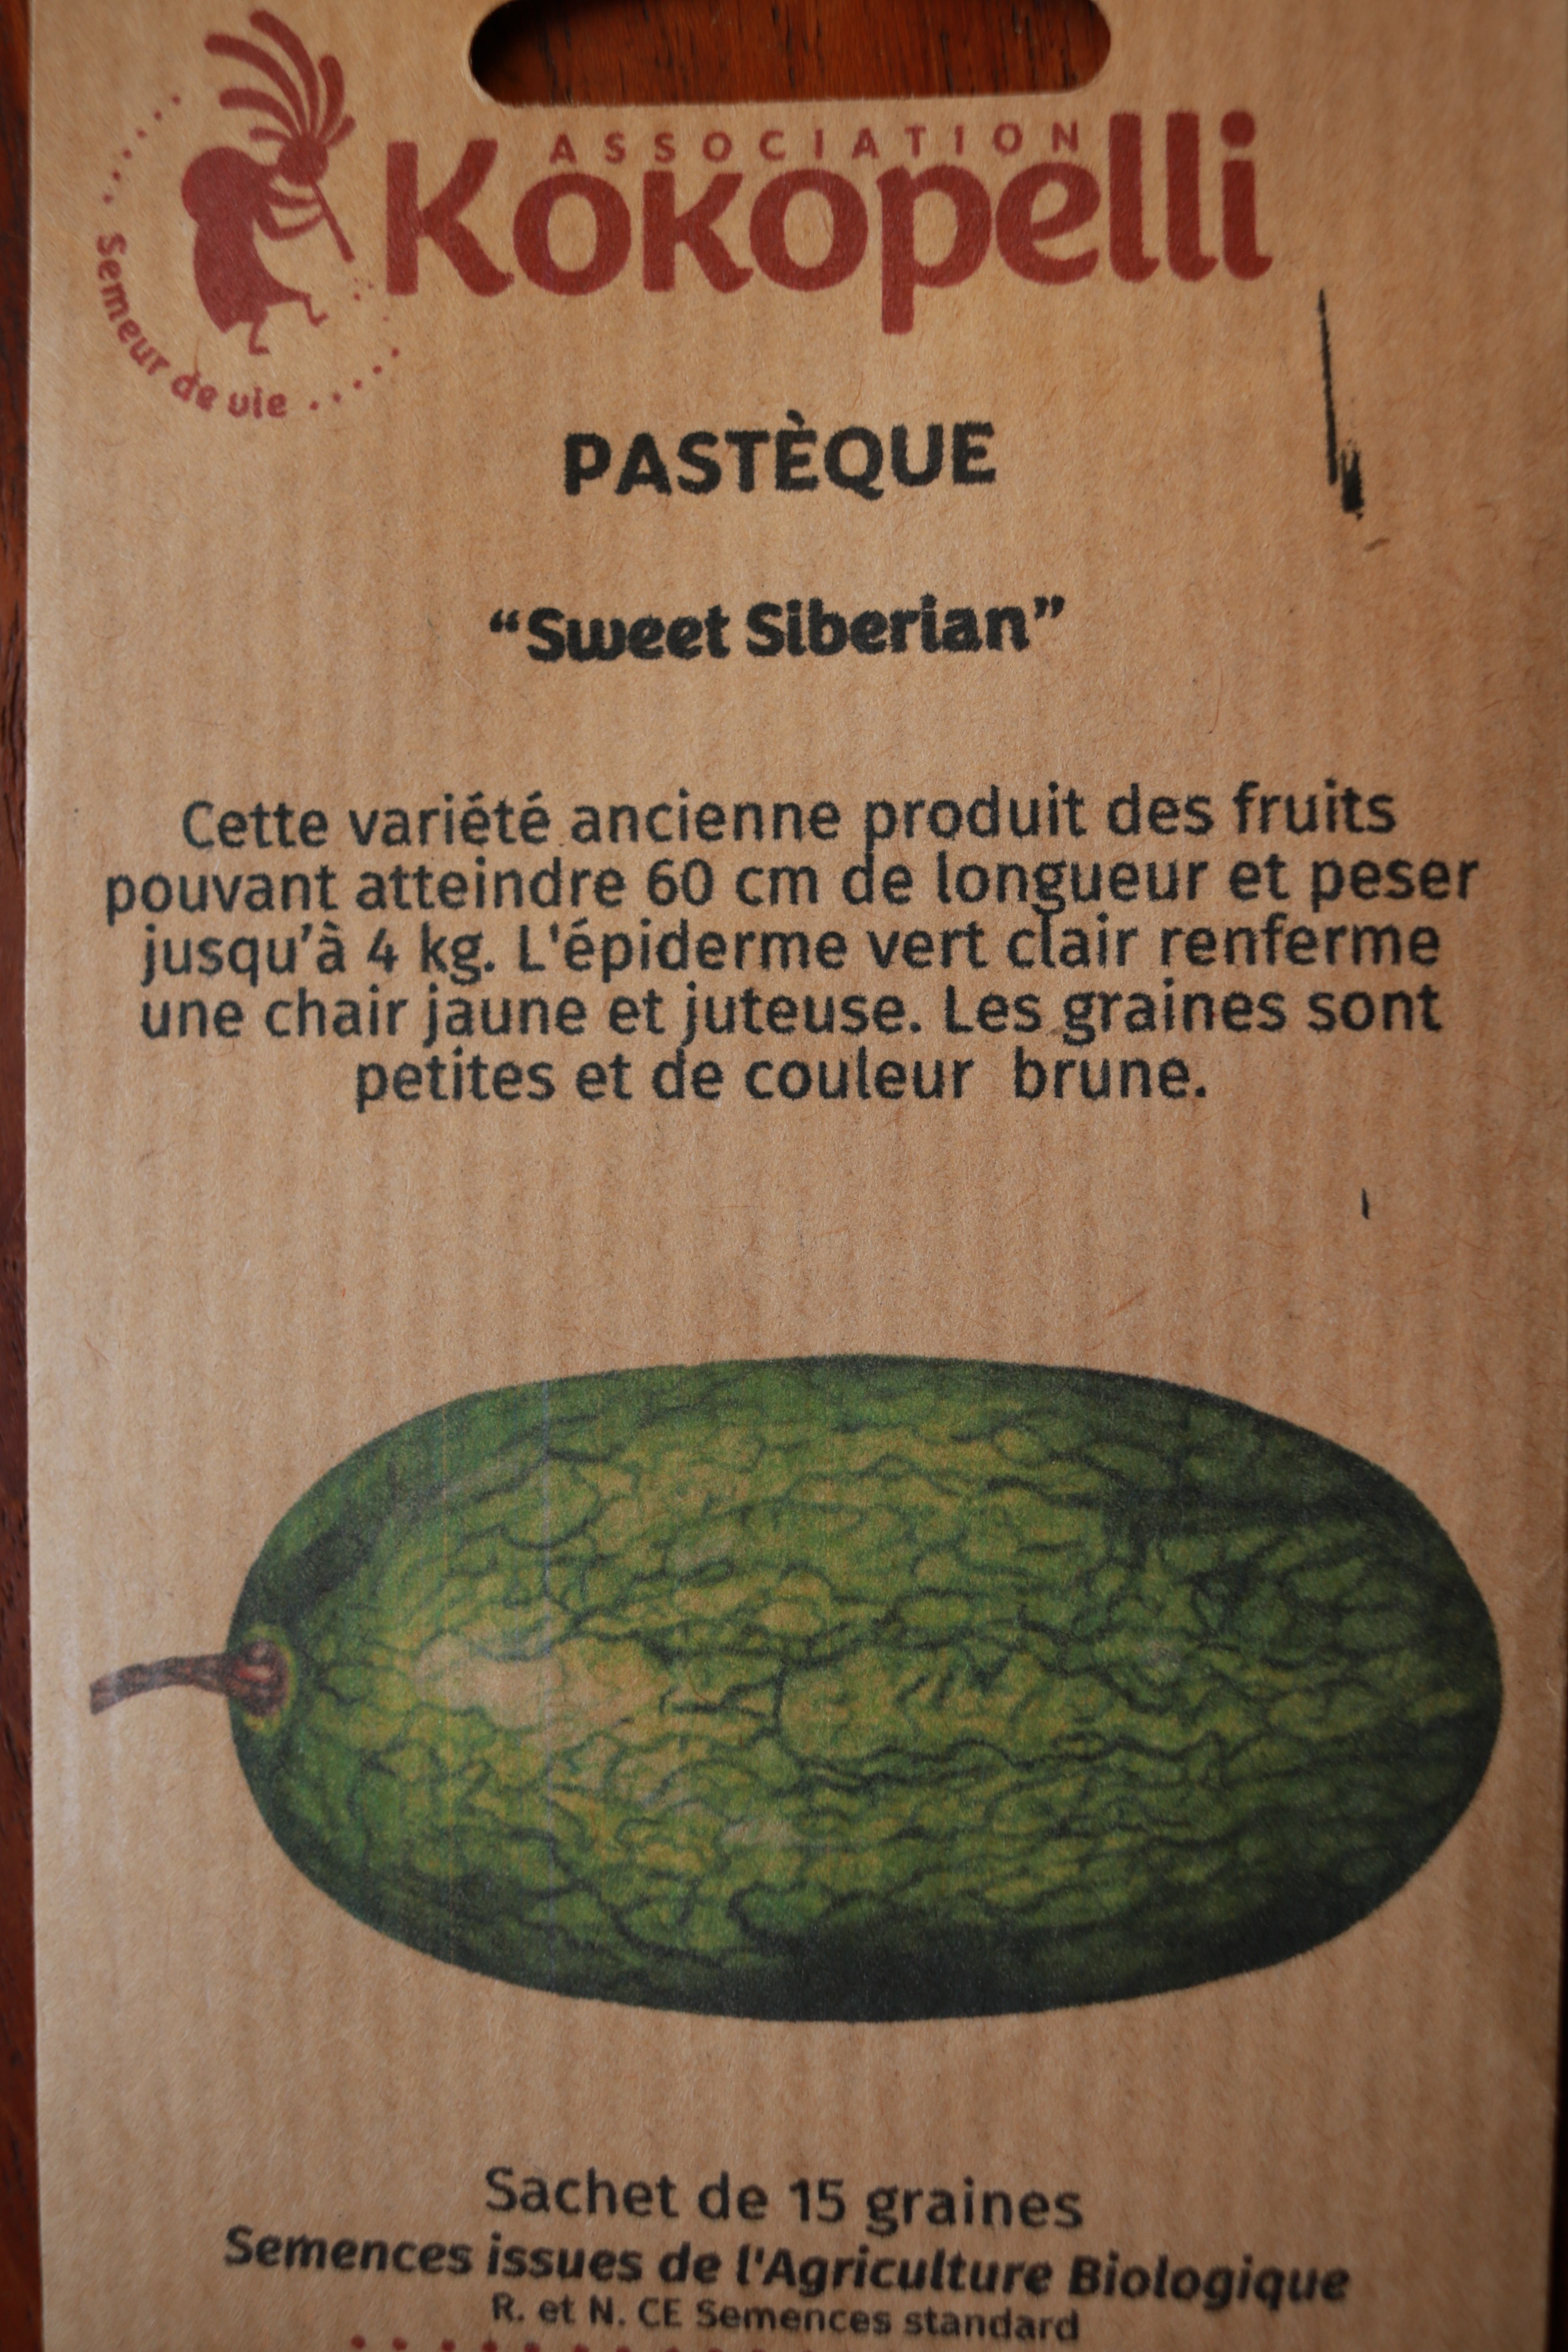 ASSOCIATION
Kokopelli
Semeur de vie
PASTÈQUE
“Sweet Siberian”
Cette variété ancienne produit des fruits
pouvant atteindre 60 cm de longueur et peser
jusqu’à 4 kg. L'épiderme vert clair renferme
une chair jaune et juteuse. Les graines sont
petites et de couleur  brune.
Sachet de 15 graines
Semences issues de l'Agriculture Biologique
R. et N. CE Semences standard